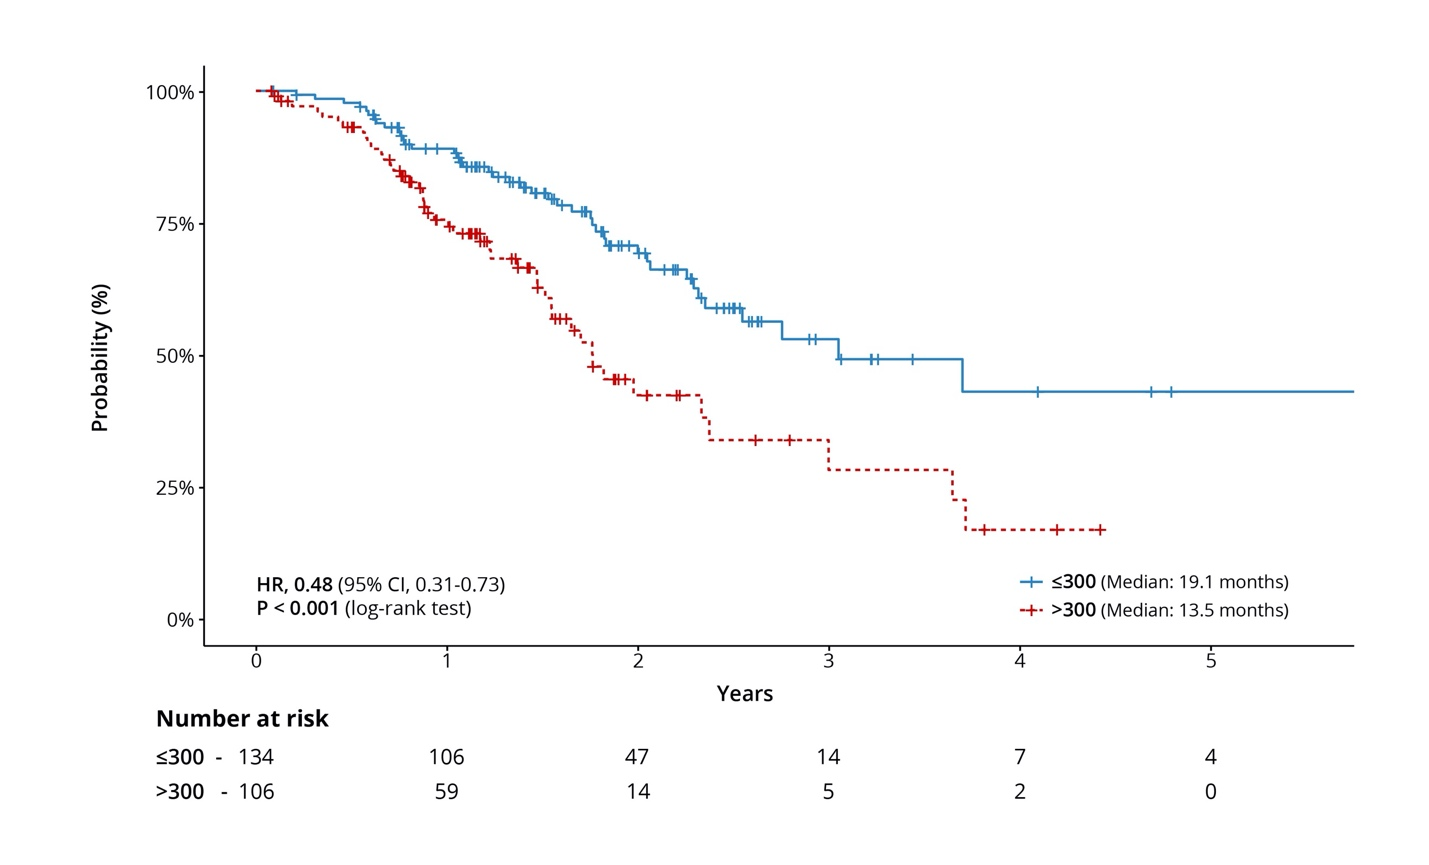 100%
75%
50%
25%
0%
Probability (%)
HR, 0.48 (95% CI, 0.31-0.73)
P < 0.001 (log-rank test)
≤300 (Median: 19.1 months)
>300 (Median: 13.5 months)
0 1 2 3 4 5
Years
Number at risk
≤300 - 134 106 47 14 7 4
>300 - 106 59 14 5 2 0